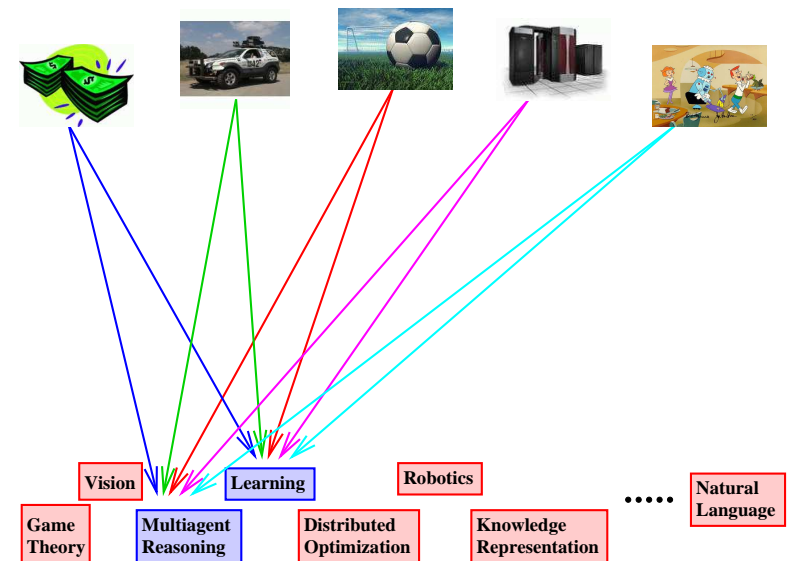 Vision
Learning
Robotics
Natural
Language
Game
Theory
Multiagent
Reasoning
Distributed
Optimization
Knowledge
Representation
.....